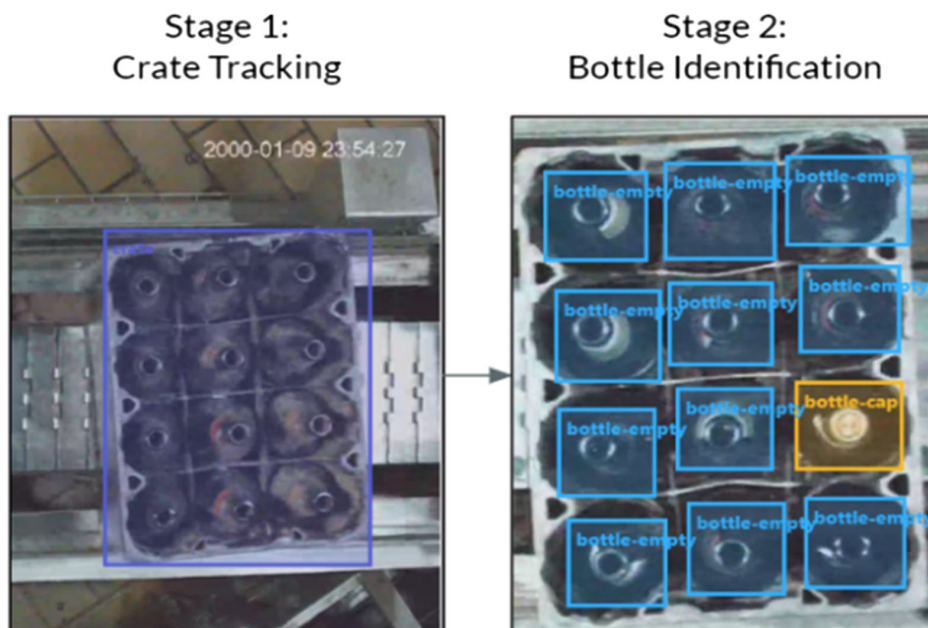 Stage 1:
Crate Tracking
Stage 2:
Bottle Identification
2000-01-09 23:54:27
crate
bottle-empty
bottle-empty
bottle-empty
bottle-empty
bottle-empty
bottle-empty
bottle-empty
bottle-empty
bottle-cap
bottle-empty
bottle-empty
bottle-empty